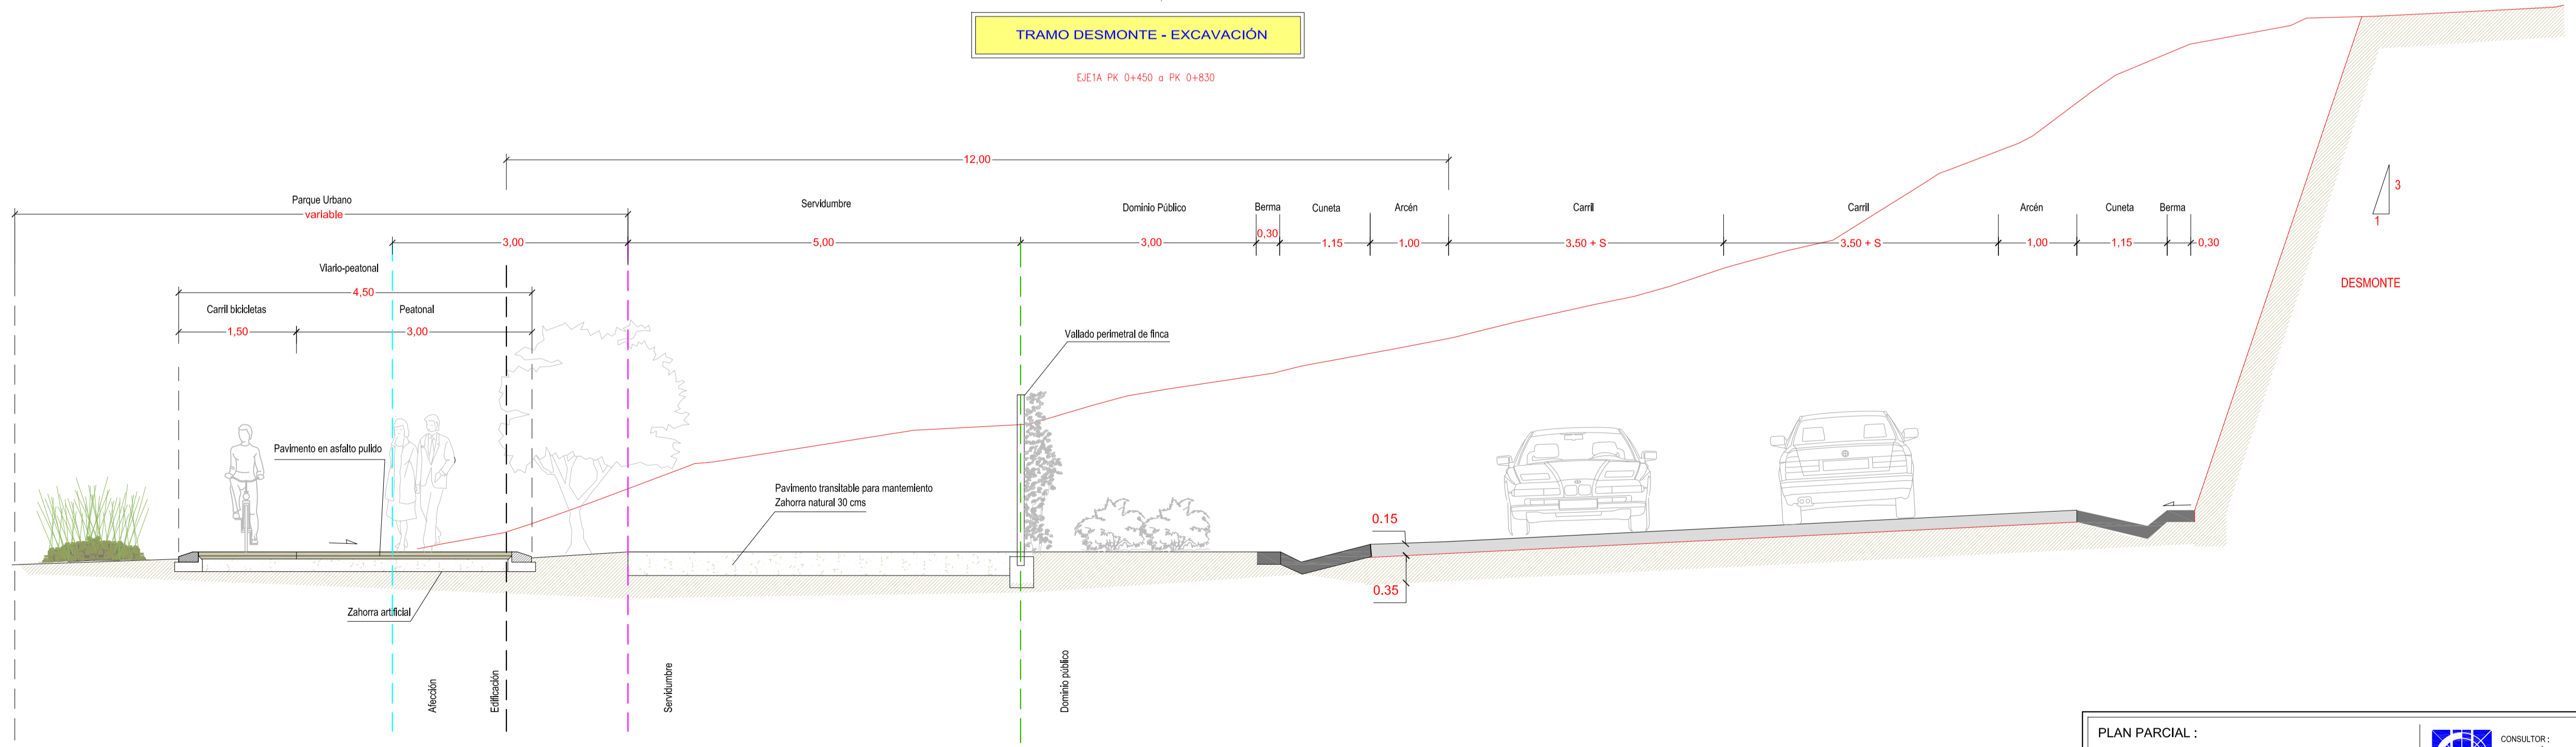 TRAMO DESMONTE - EXCAVACIÓN
EJE1A PK 0+450 a PK 0+830
12,00
Parque Urbano
variable
Servidumbre
Dominio Público
Berma
Cuneta
Arcén
Carril
Carril
Arcén
Cuneta
Berma
3,00
5,00
3,00
0,30
1,15
1,00
3,50 + S
3,50 + S
1,00
1,15
0,30
3
1
DESMONTE
Viario-peatonal
4,50
Carril bicicletas
Peatonal
1,50
3,00
Vallado perimetral de finca
Pavimento en asfalto pulido
Pavimento transitable para mantemiento
Zahorra natural 30 cms
0.15
0.35
Zahorra artificial
Afección
Edificación
Servidumbre
Dominio público
PLAN PARCIAL :
CONSULTOR :